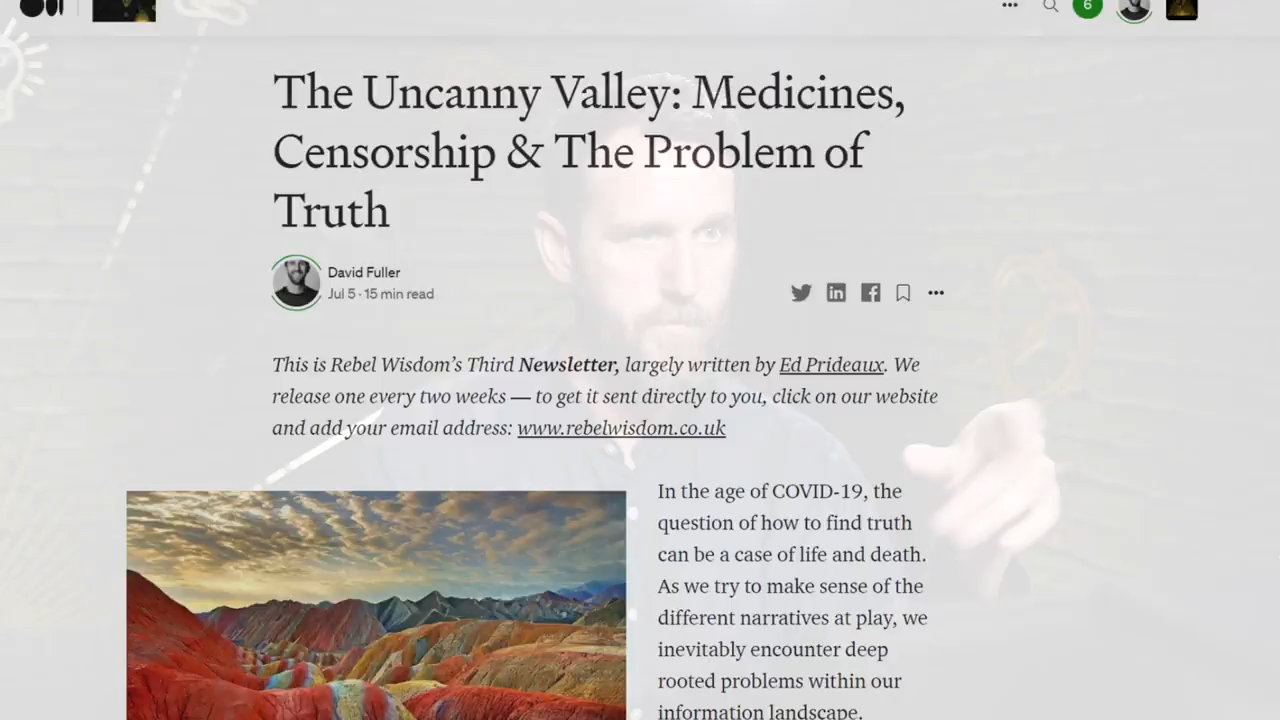 6
The Uncanny Valley: Medicines,
Censorship & The Problem of
Truth
David Fuller
Jul 5 · 15 min read
This is Rebel Wisdom’s Third Newsletter, largely written by Ed Prideaux. We
release one every two weeks — to get it sent directly to you, click on our website
and add your email address: www.rebelwisdom.co.uk
In the age of COVID-19, the
question of how to find truth
can be a case of life and death.
As we try to make sense of the
different narratives at play, we
inevitably encounter deep
rooted problems within our
information landscape.